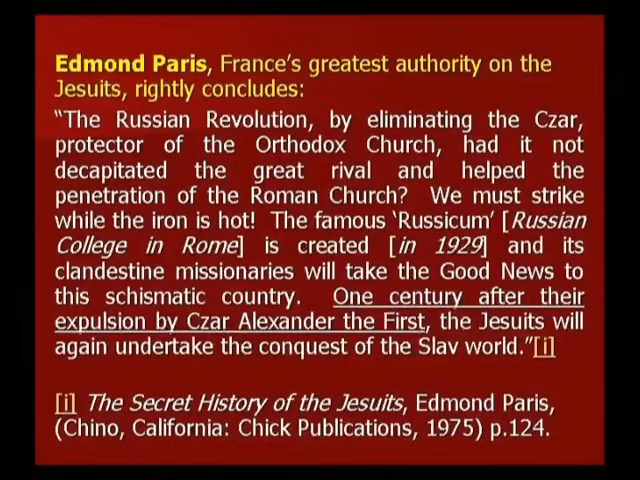 Edmond Paris, France's greatest authority on the
Jesuits, rightly concludes:
"The Russian Revolution, by eliminating the Czar,
protector of the Orthodox Church, had it not
decapitated the great rival and helped the
penetration of the Roman Church? We must strike
while the iron is hot! The famous 'Russicum' [Russian
College in Rome] is created [in 1929] and its
clandestine missionaries will take the Good News to
this schismatic country. One century after their
expulsion by Czar Alexander the First, the Jesuits will
again undertake the conquest of the Slav world."[i]
[i] The Secret History of the Jesuits, Edmond Paris,
(Chino, California: Chick Publications, 1975) p.124.